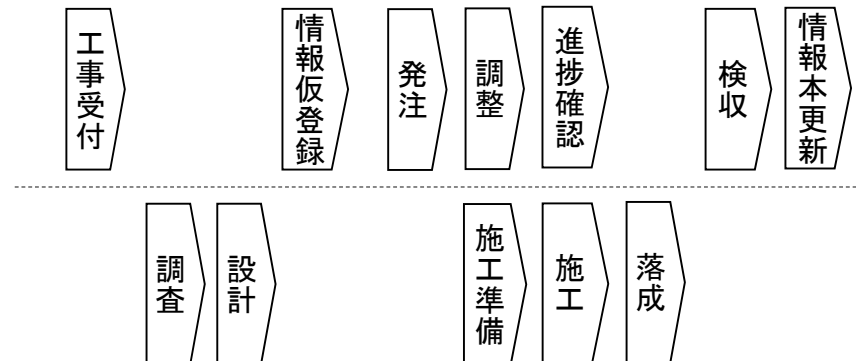 工事受付
情報仮登録
発注
調整
進捗確認
検収
情報本更新
調査
設計
施工準備
施工
落成